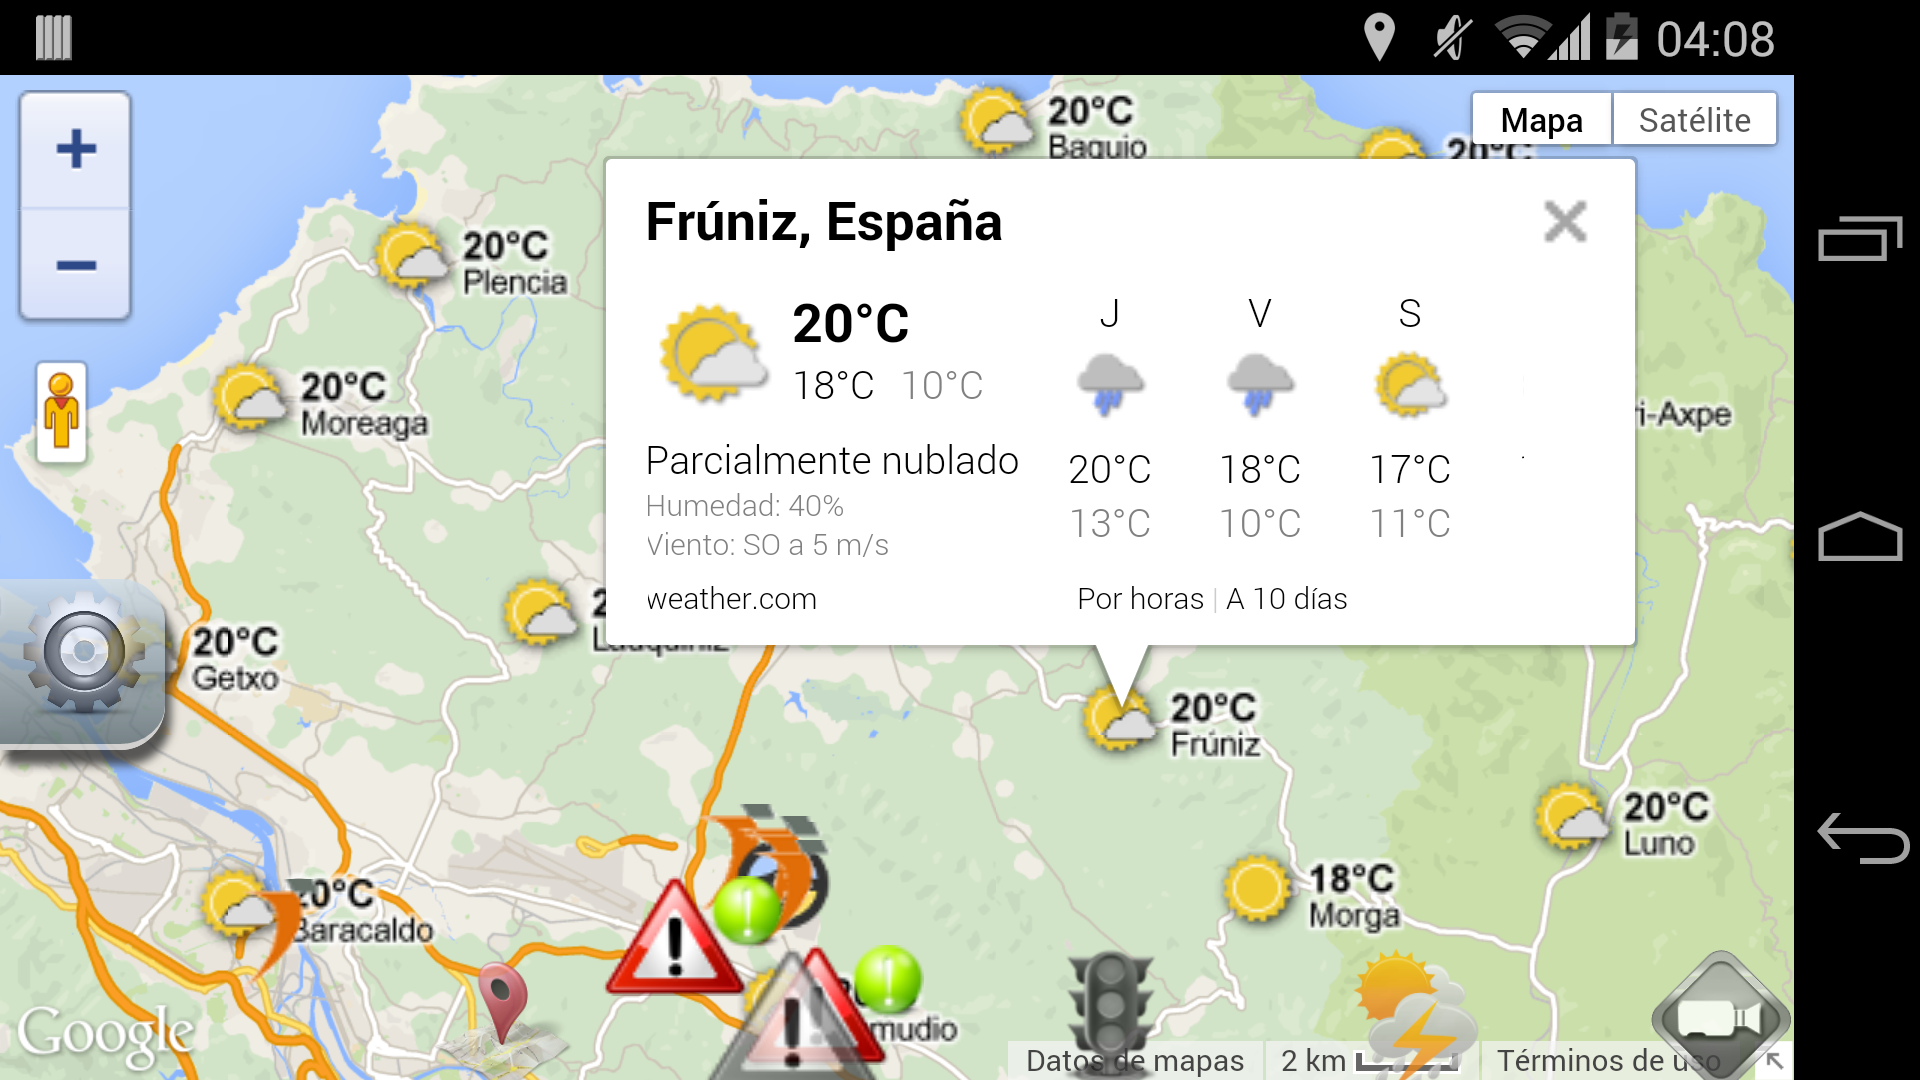 04:08
20°C
Baquio
Mapa
Satélite
20°C
Frúniz, España
20°C
Plencia
20°C
18°C 10°C
J
V
S
20°C
Moreaga
ri-Axpe
Parcialmente nublado
Humedad: 40%
Viento: SO a 5 m/s
20°C
18°C
17°C
13°C
10°C
11°C
weather.com
Por horas | A 10 días
20°C
Getxo
20°C
Frúniz
20°C
Luno
18°C
Morga
20°C
Baracaldo
mudio
Google
Datos de mapas
2 km
Términos de uso